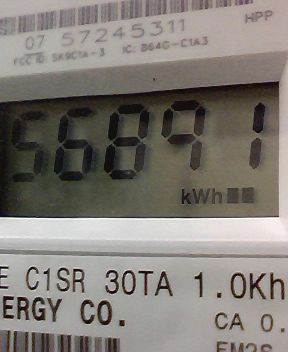 07 57245311
HPP
FCC ID: SK9C1A-3 IC: 864G-C1A3
56891
kWh
E C1SR 30TA 1.0Kh
ERGY CO.
CA 0.
EM2S